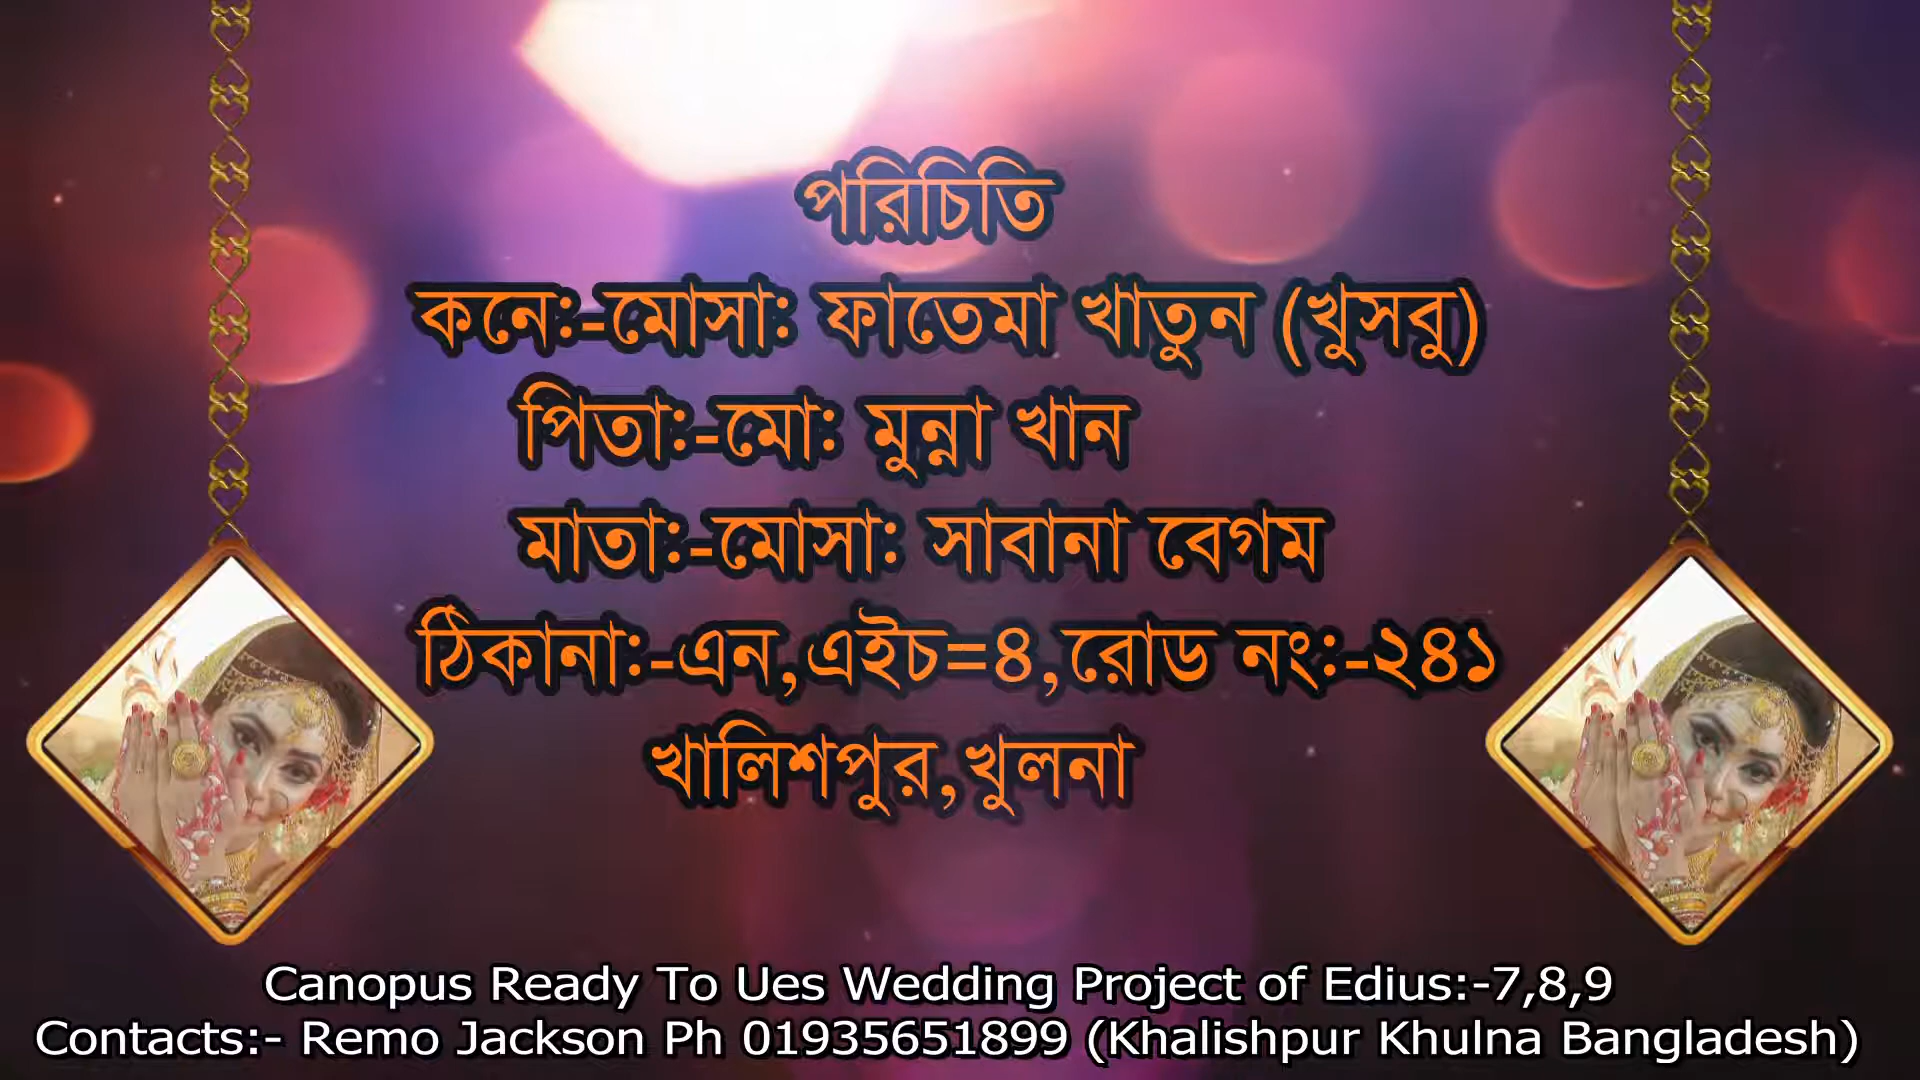 পরিচিতি
কনেঃ-মোসাঃ ফাতেমা খাতুন (খুসবু)
পিতাঃ-মোঃ মুন্না খান
মাতাঃ-মোসাঃ সাবানা বেগম
ঠিকানাঃ-এন,এইচ=৪,রোড নংঃ-২৪১
খালিশপুর,খুলনা
Canopus Ready To Ues Wedding Project of Edius:-7,8,9
Contacts:- Remo Jackson Ph 01935651899 (Khalishpur Khulna Bangladesh)